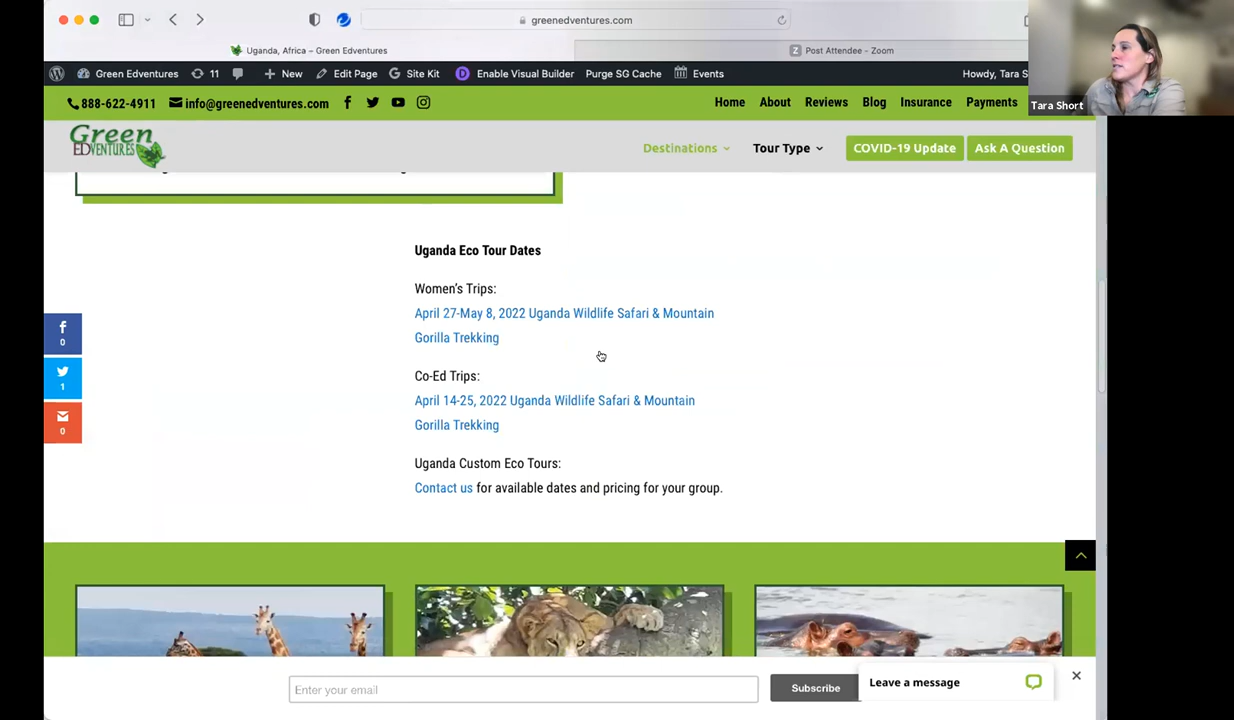 greenedventures.com
Uganda, Africa – Green Edventures
Post Attendee - Zoom
Green Edventures 11 New Edit Page Site Kit Enable Visual Builder Purge SG Cache Events Howdy, Tara S
888-622-4911 info@greenedventures.com Home About Reviews Blog Insurance Payments
Tara Short
Green
EDVENTURES
Destinations Tour Type COVID-19 Update Ask A Question
Uganda Eco Tour Dates
Women's Trips:
April 27-May 8, 2022 Uganda Wildlife Safari & Mountain
Gorilla Trekking
0
1
0
Co-Ed Trips:
April 14-25, 2022 Uganda Wildlife Safari & Mountain
Gorilla Trekking
Uganda Custom Eco Tours:
Contact us for available dates and pricing for your group.
Enter your email
Subscribe
Leave a message